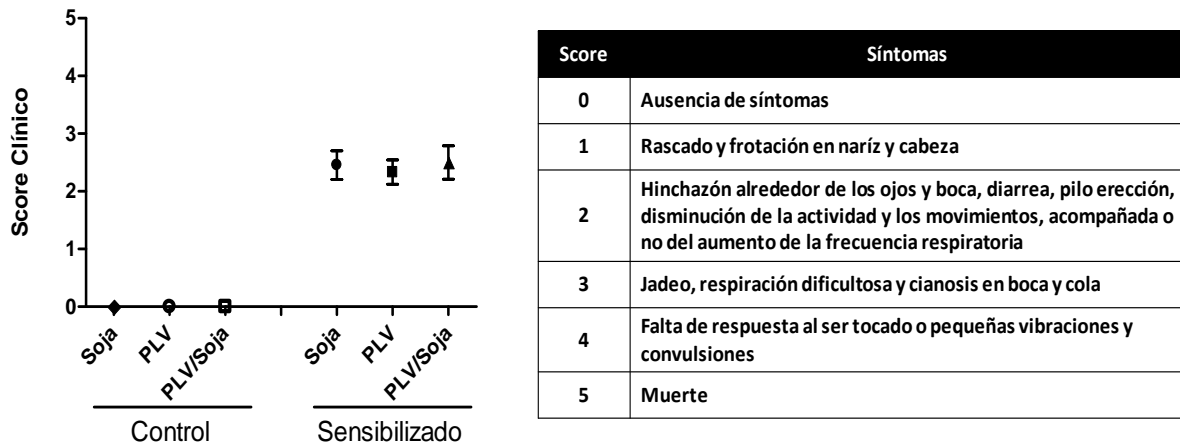 Score Clínico
5
4
3
2
1
0
Soja
PLV
PLV/Soja
Soja
PLV
PLV/Soja
Control
Sensibilizado
Score Síntomas
0 Ausencia de síntomas
1 Rascado y frotación en naríz y cabeza
2 Hinchazón alrededor de los ojos y boca, diarrea, pilo erección,
disminución de la actividad y los movimientos, acompañada o
no del aumento de la frecuencia respiratoria
3 Jadeo, respiración dificultosa y cianosis en boca y cola
4 Falta de respuesta al ser tocado o pequeñas vibraciones y
convulsiones
5 Muerte